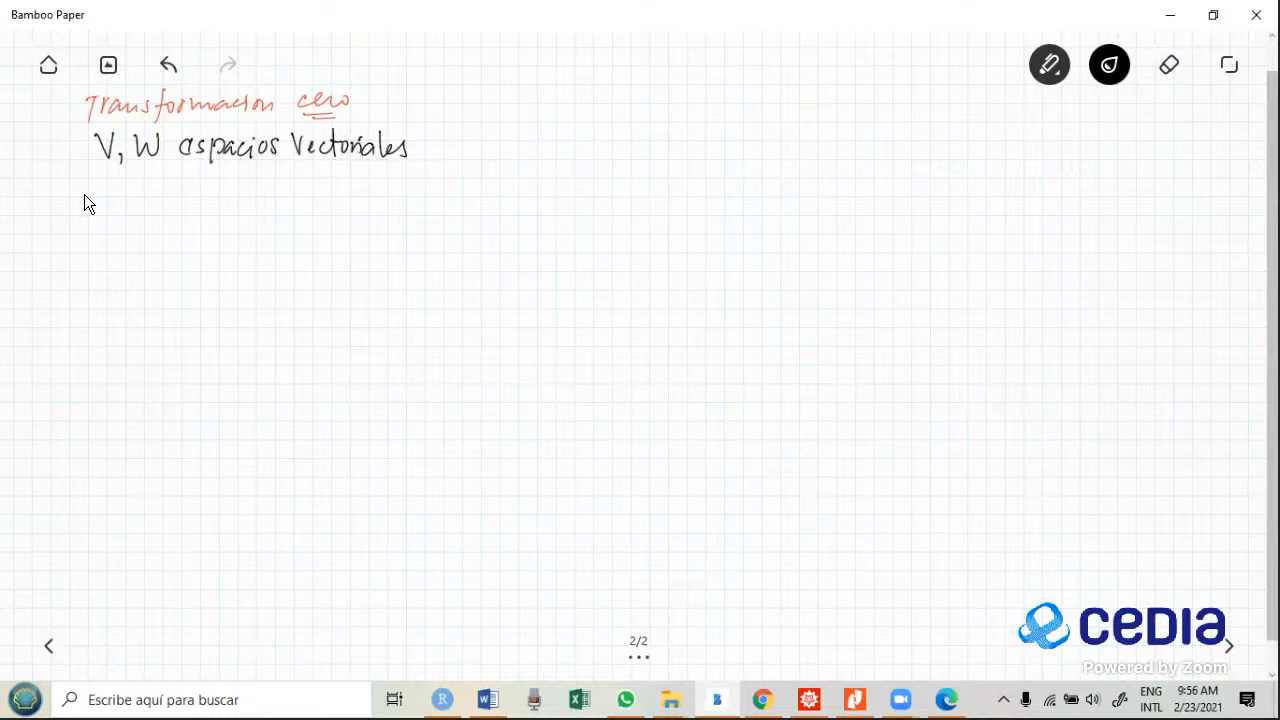 Bamboo Paper
Transformacion cero
V, W espacios vectoriales
2/2
CEDIA
Powered by Zoom
Escribe aquí para buscar
ENG
INTL
9:56 AM
2/23/2021